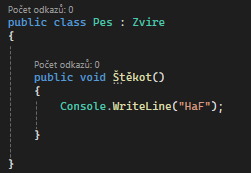 Počet odkazů: 0
public class Pes : Zvire
{
Počet odkazů: 0
public void Štěkot()
{
Console.WriteLine("HaF");
}
}